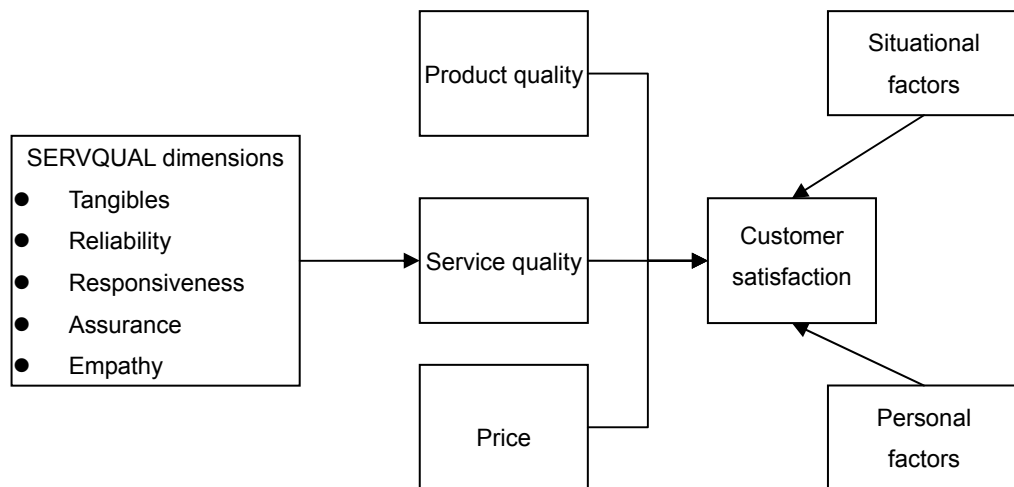 SERVQUAL dimensions
● Tangibles
● Reliability
● Responsiveness
● Assurance
● Empathy
Product quality
Service quality
Price
Customer
satisfaction
Situational
factors
Personal
factors